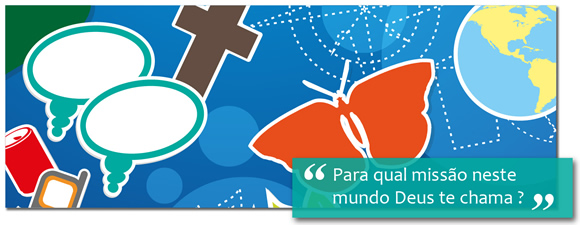 “ Para qual missão neste
mundo Deus te chama ? ”